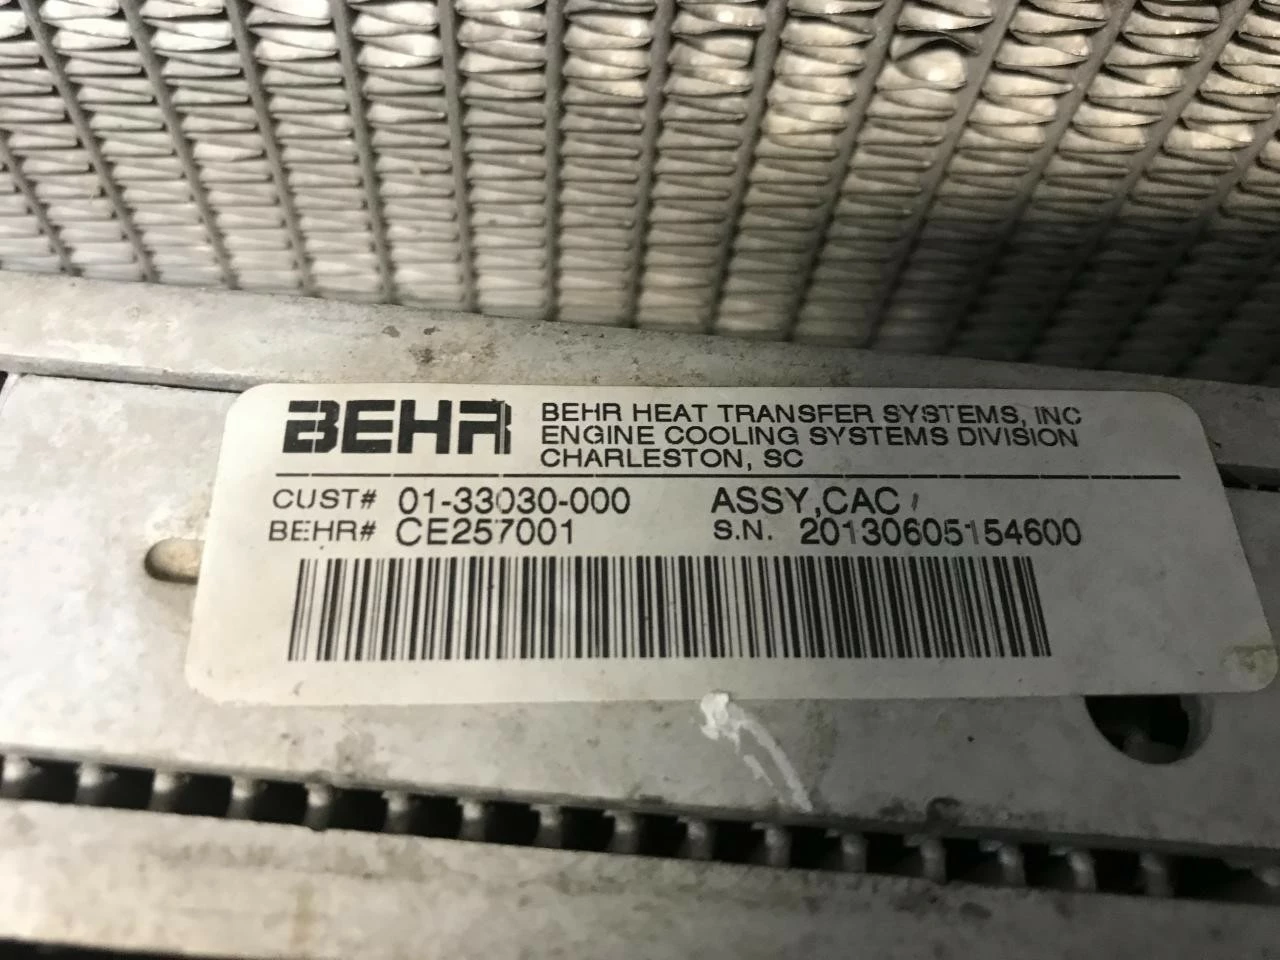 BEHR
BEHR HEAT TRANSFER SYSTEMS, INC
ENGINE COOLING SYSTEMS DIVISION
CHARLESTON, SC
CUST# 01-33030-000 ASSY,CAC
BEHR# CE257001 S.N. 20130605154600